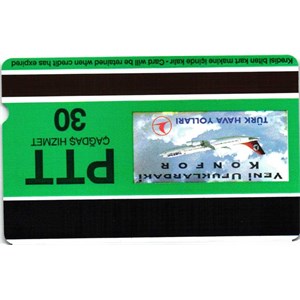 PTT
ÇAĞDAŞ HİZMET
30
YENİ UFUKLARDAKİ
KONFOR
TÜRK HAVA YOLLARI
Kredisi biten kart makine içinde kalır - Card will be retained when credit has expired